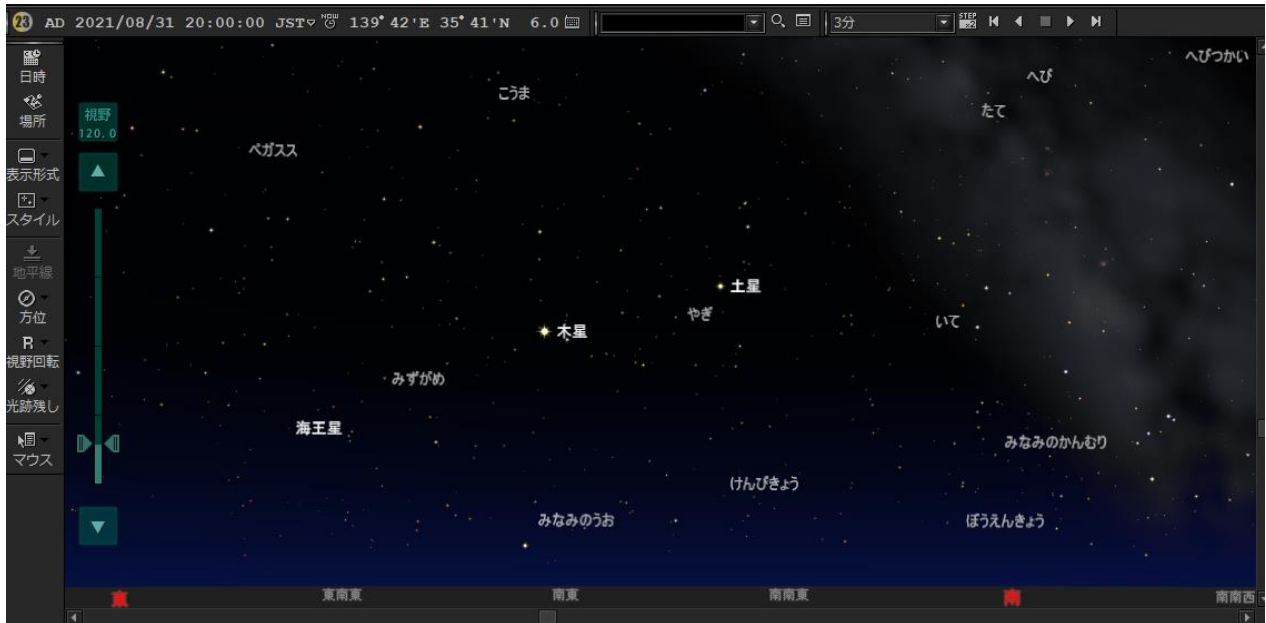 23 AD 2021/08/31 20:00:00 JST NOW 139°42'E 35°41'N 6.0 3分 STEP
日時
場所
表示形式
スタイル
地平線
方位
R
視野回転
光跡残し
マウス
視野
120.0
へびつかい
へび
こうま
たて
ペガスス
土星
やぎ
いて
木星
みずがめ
海王星
みなみのかんむり
けんびきょう
みなみのうお
ぼうえんきょう
東 東南東 南東 南南東 南 南南西